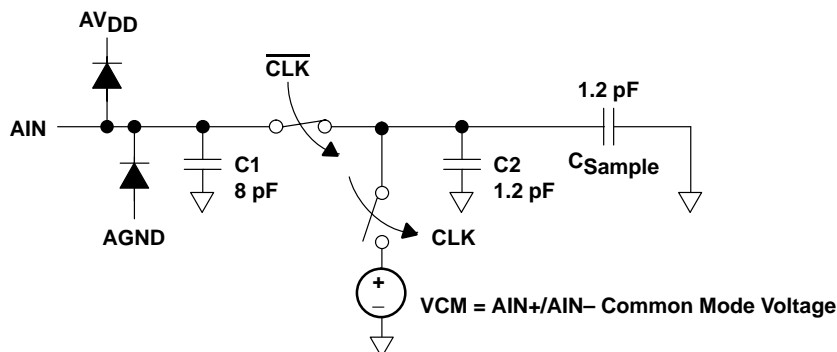 AVDD
CLK
1.2 pF
AIN
C1
8 pF
C2
1.2 pF
CSample
AGND
CLK
+
–
VCM = AIN+/AIN– Common Mode Voltage